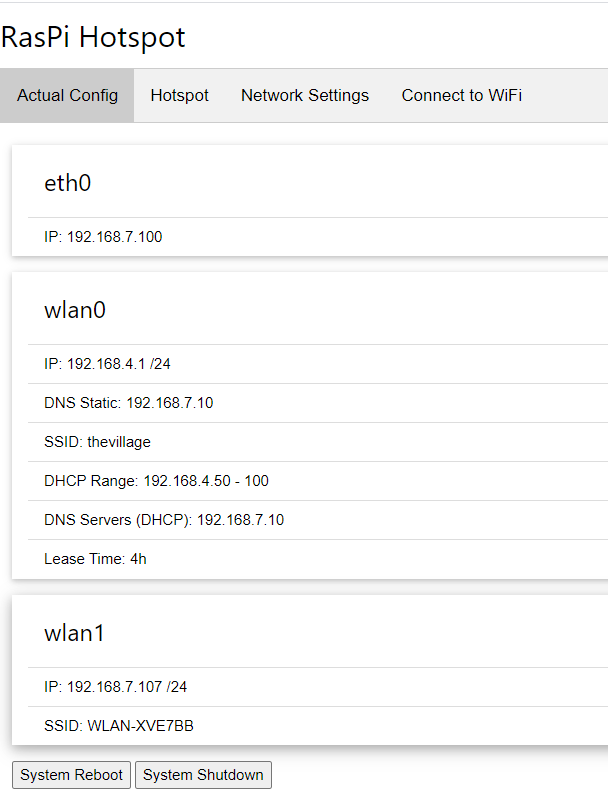 RasPi Hotspot
Actual Config Hotspot Network Settings Connect to WiFi
eth0
IP: 192.168.7.100
wlan0
IP: 192.168.4.1 /24
DNS Static: 192.168.7.10
SSID: thevillage
DHCP Range: 192.168.4.50 - 100
DNS Servers (DHCP): 192.168.7.10
Lease Time: 4h
wlan1
IP: 192.168.7.107 /24
SSID: WLAN-XVE7BB
System Reboot System Shutdown